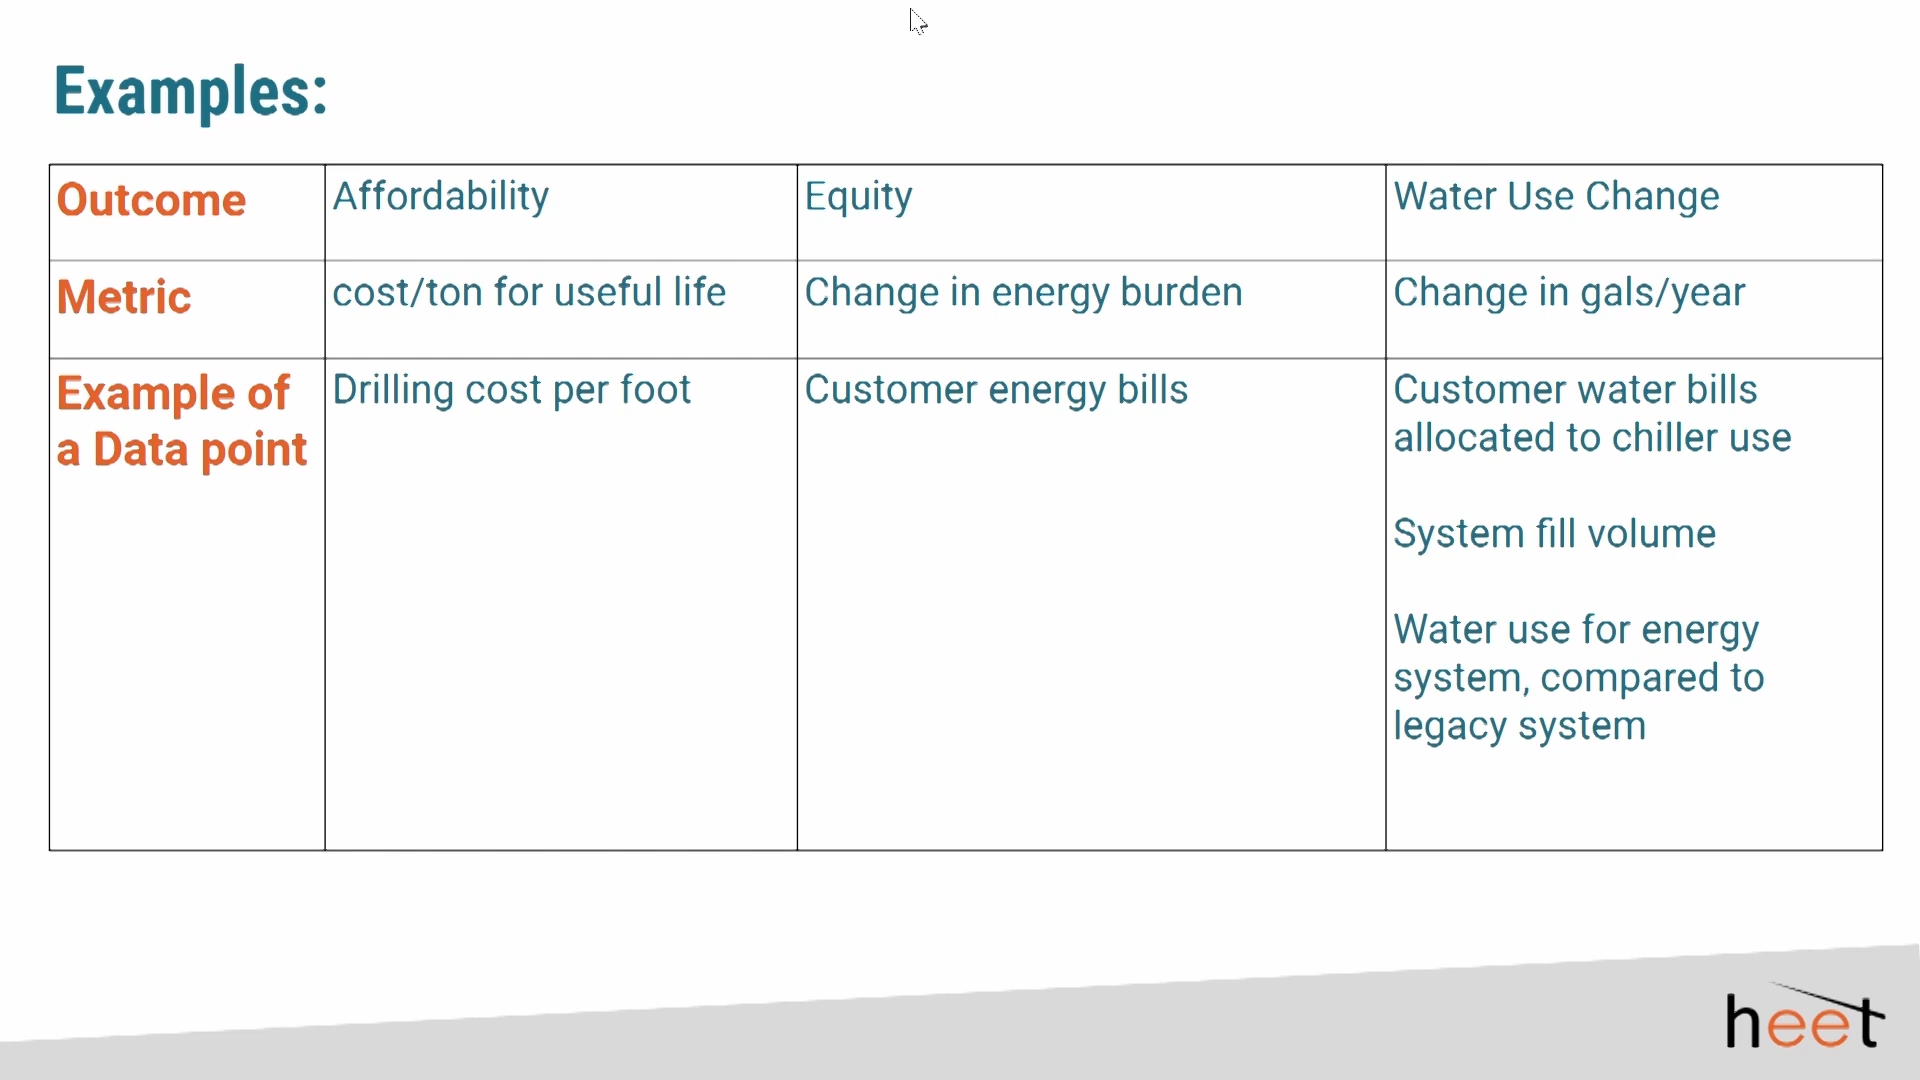 Examples:
Outcome
Affordability
Equity
Water Use Change
Metric
cost/ton for useful life
Change in energy burden
Change in gals/year
Example of
a Data point
Drilling cost per foot
Customer energy bills
Customer water bills
allocated to chiller use
System fill volume
Water use for energy
system, compared to
legacy system
heet